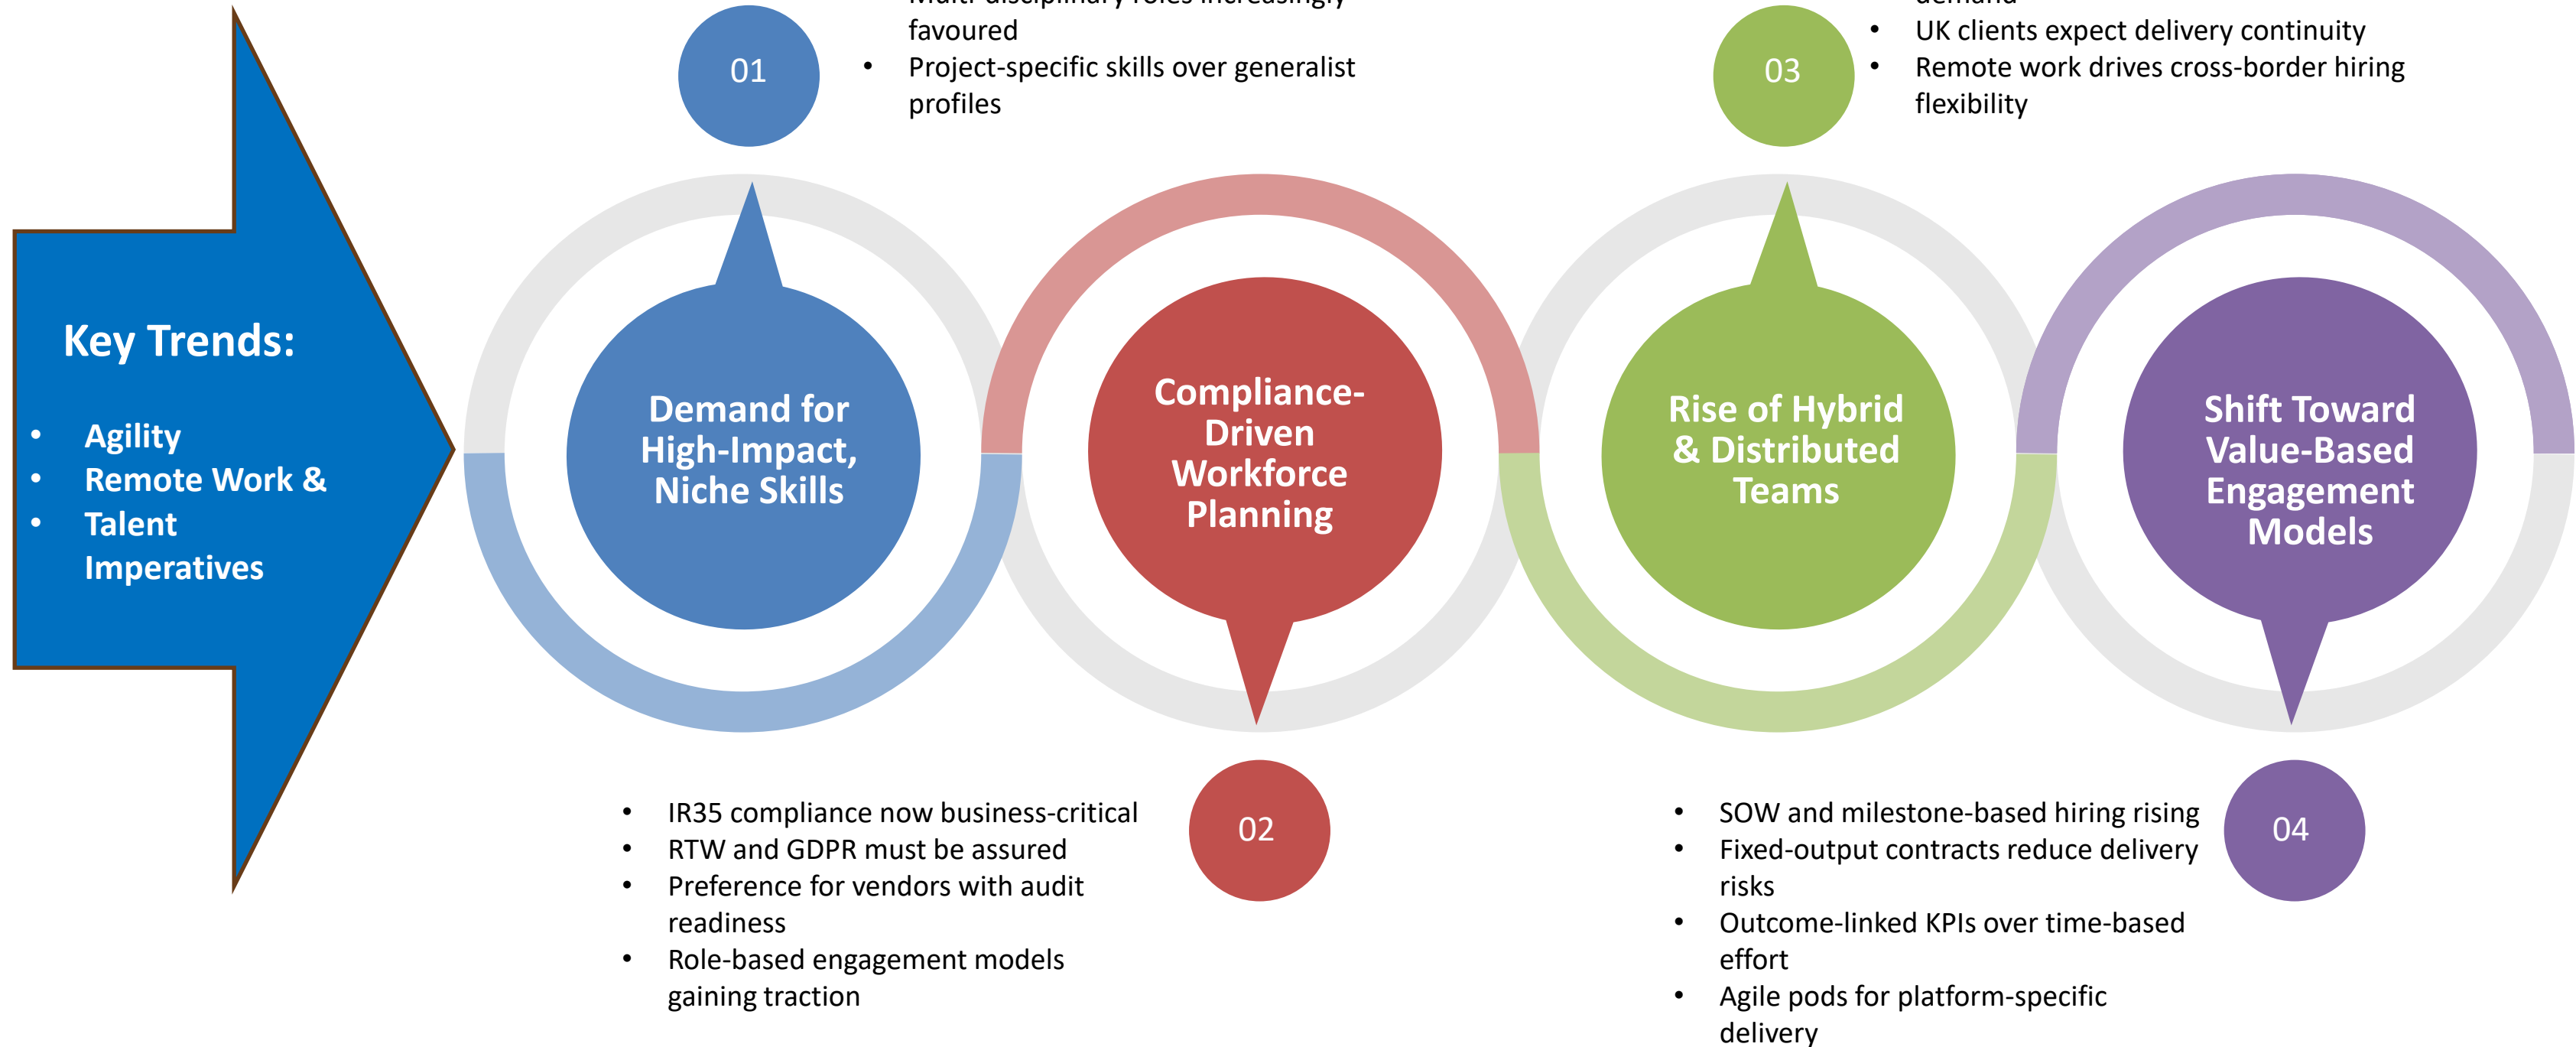 Key Trends:
• Agility
• Remote Work &
• Talent
Imperatives
01
Multi-disciplinary roles increasingly
favoured
• Project-specific skills over generalist
profiles
Demand for
High-Impact,
Niche Skills
Compliance-
Driven
Workforce
Planning
02
• IR35 compliance now business-critical
• RTW and GDPR must be assured
• Preference for vendors with audit
readiness
• Role-based engagement models
gaining traction
03
demand
• UK clients expect delivery continuity
• Remote work drives cross-border hiring
flexibility
Rise of Hybrid
& Distributed
Teams
Shift Toward
Value-Based
Engagement
Models
04
• SOW and milestone-based hiring rising
• Fixed-output contracts reduce delivery
risks
• Outcome-linked KPIs over time-based
effort
• Agile pods for platform-specific
delivery